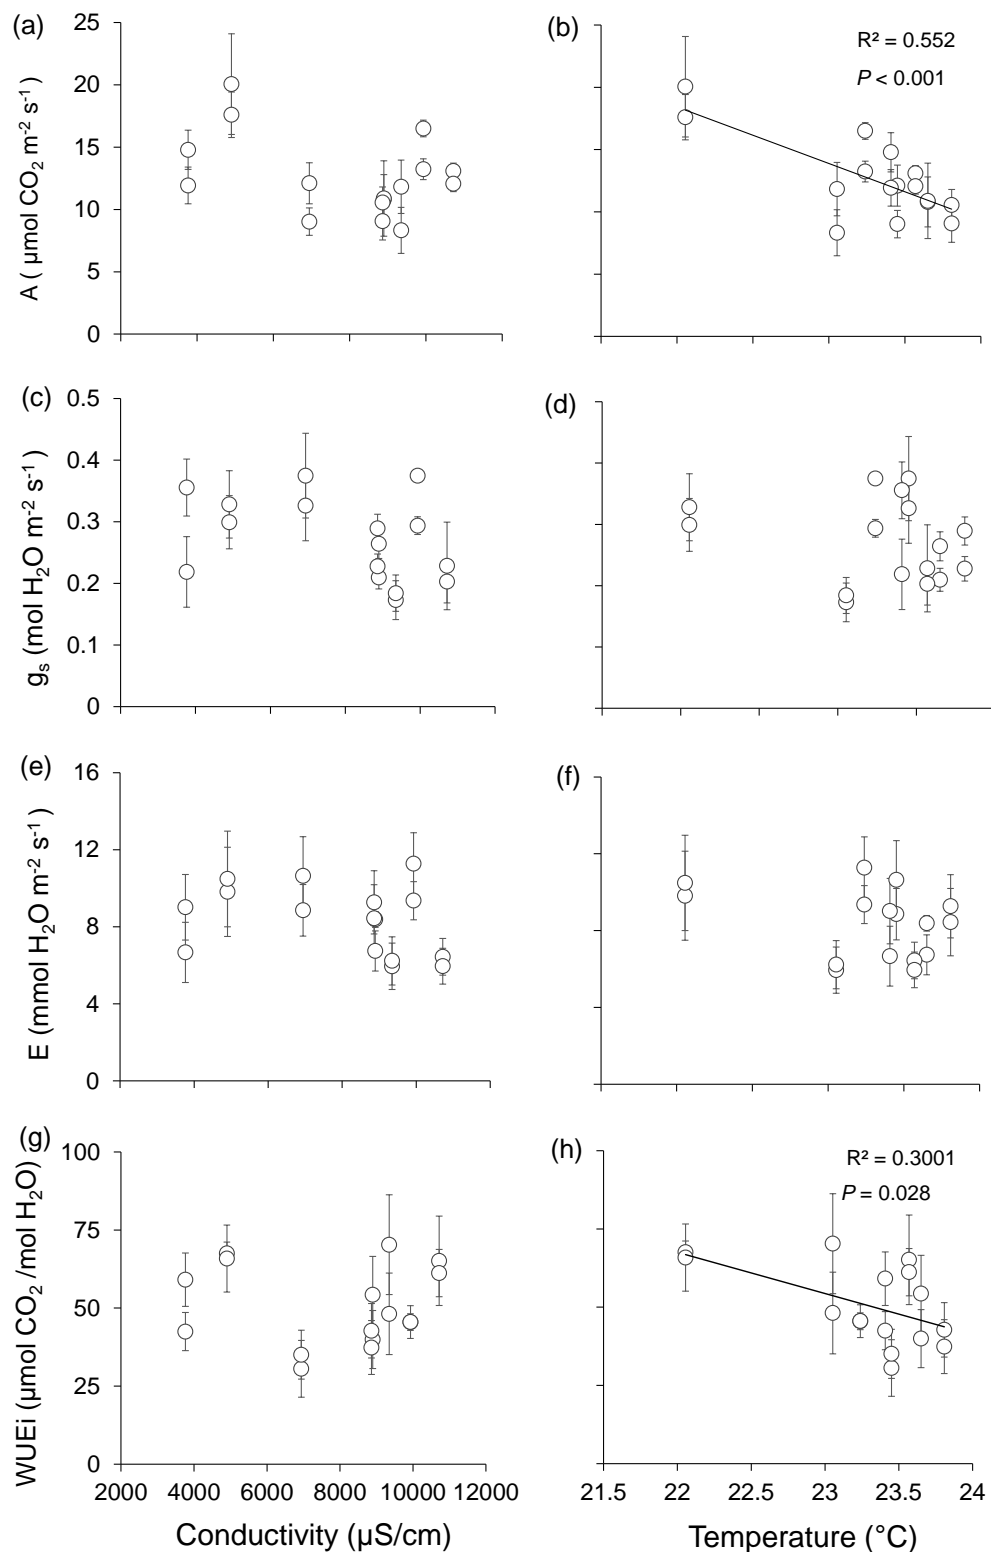 (a)
25
20
15
10
5
0
A ( µmol CO₂ m⁻² s⁻¹)
(b)
R² = 0.552
P < 0.001
(c)
0.5
0.4
0.3
0.2
0.1
0
gₛ (mol H₂O m⁻² s⁻¹)
(d)
(e)
16
12
8
4
0
E (mmol H₂O m⁻² s⁻¹ )
(f)
(g)
100
75
50
25
0
WUEi (µmol CO₂ /mol H₂O)
2000 4000 6000 8000 10000 12000
Conductivity (µS/cm)
(h)
R² = 0.3001
P = 0.028
21.5 22 22.5 23 23.5 24
Temperature (°C)